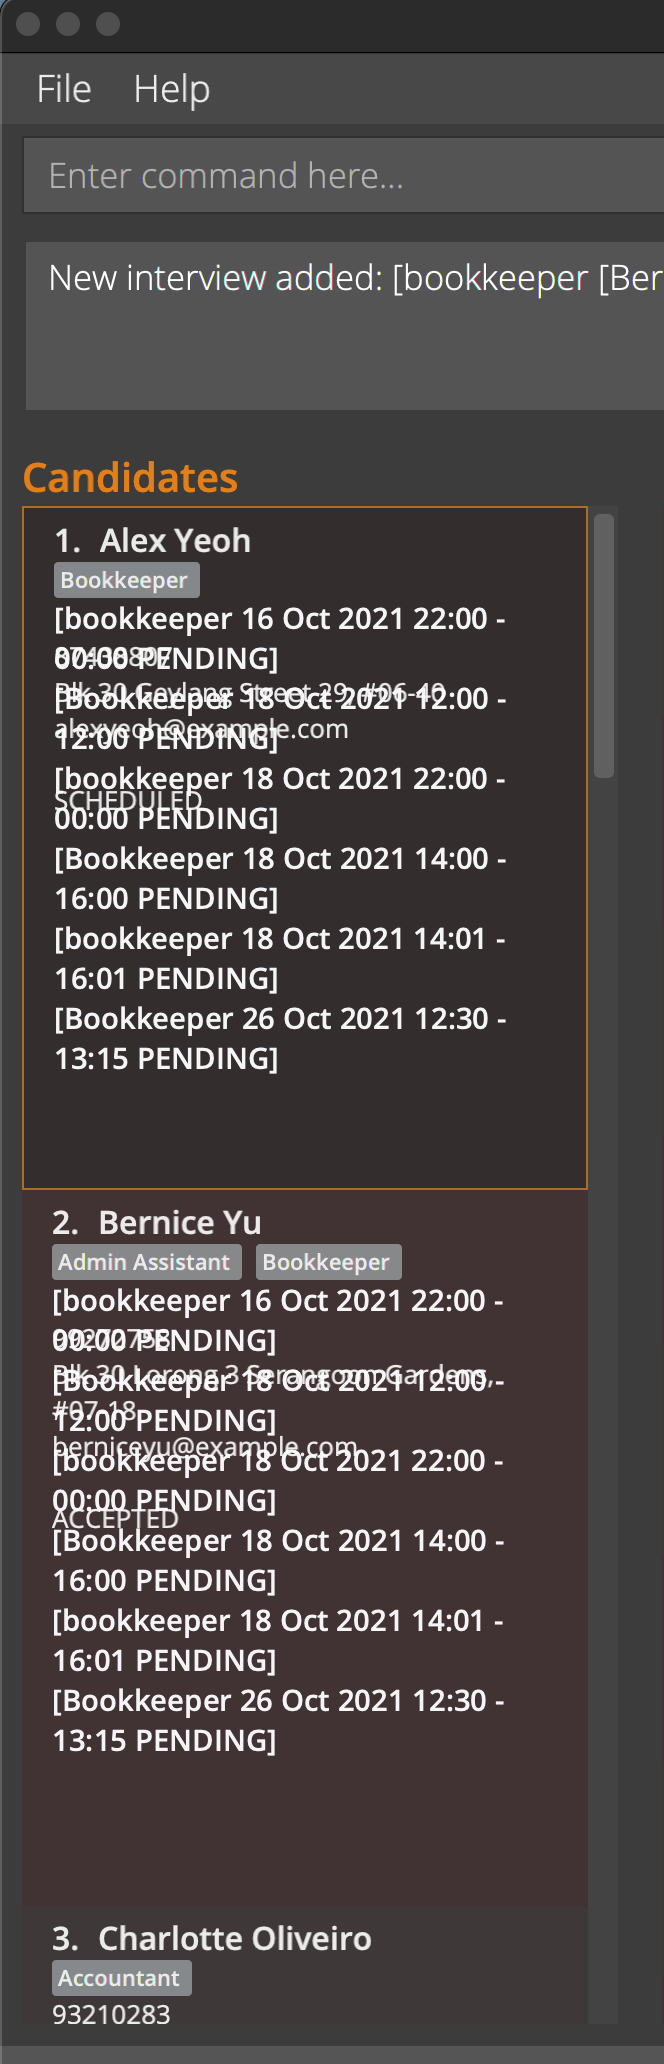 File Help
Enter command here...
New interview added: [bookkeeper [Ber
Candidates
1. Alex Yeoh
Bookkeeper
[bookkeeper 16 Oct 2021 22:00 -
00:00 PENDING]
Blk 30 Geylang Street 29, #06-40
[Bookkeeper 18 Oct 2021 12:00 -
alexyeoh@example.com
12:00 PENDING]
[bookkeeper 18 Oct 2021 22:00 -
SCHEDULED
00:00 PENDING]
[Bookkeeper 18 Oct 2021 14:00 -
16:00 PENDING]
[bookkeeper 18 Oct 2021 14:01 -
16:01 PENDING]
[Bookkeeper 26 Oct 2021 12:30 -
13:15 PENDING]
2. Bernice Yu
Admin Assistant Bookkeeper
[bookkeeper 16 Oct 2021 22:00 -
00:00 PENDING]
Blk 30 Lorong 3 Serangoon Gardens,
[Bookkeeper 18 Oct 2021 12:00 -
#07-18
12:00 PENDING]
berniceyu@example.com
[bookkeeper 18 Oct 2021 22:00 -
00:00 PENDING]
ACCEPTED
[Bookkeeper 18 Oct 2021 14:00 -
16:00 PENDING]
[bookkeeper 18 Oct 2021 14:01 -
16:01 PENDING]
[Bookkeeper 26 Oct 2021 12:30 -
13:15 PENDING]
3. Charlotte Oliveiro
Accountant
93210283